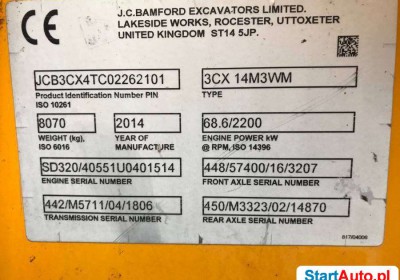 CE
J.C.BAMFORD EXCAVATORS LIMITED.
LAKESIDE WORKS, ROCESTER, UTTOXETER
UNITED KINGDOM ST14 5JP.
JCB3CX4TC02262101
3CX 14M3WM
Product Identification Number PIN
ISO 10261
TYPE
8070
2014
68.6/2200
WEIGHT (kg),
ISO 6016
YEAR OF
MANUFACTURE
ENGINE POWER kW
@ RPM, ISO 14396
SD320/40551U0401514
448/57400/16/3207
ENGINE SERIAL NUMBER
FRONT AXLE SERIAL NUMBER
442/M5711/04/1806
450/M3323/02/14870
TRANSMISSION SERIAL NUMBER
REAR AXLE SERIAL NUMBER
StartAuto.pl